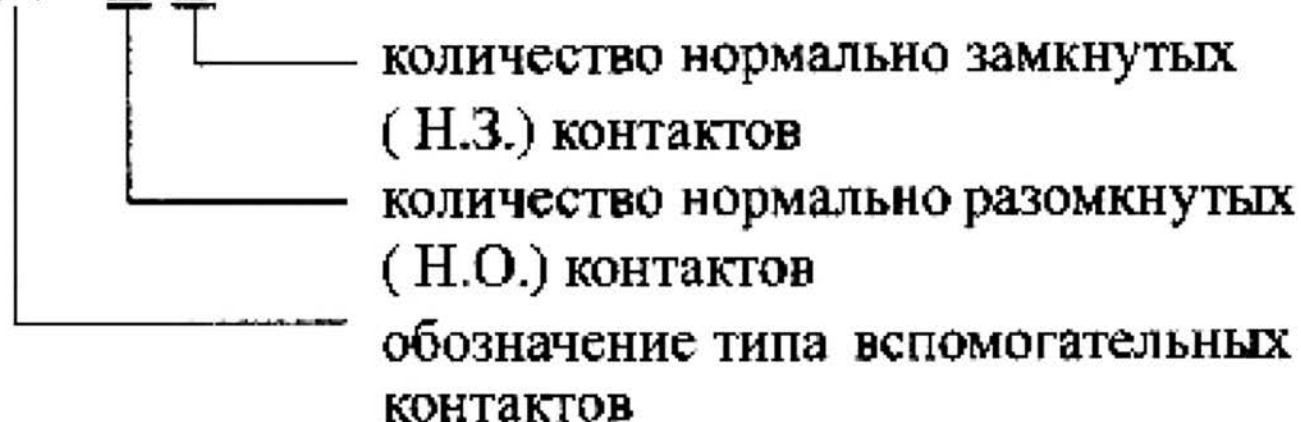 количество нормально замкнутых
( Н.З.) контактов
количество нормально разомкнутых
( Н.О.) контактов
обозначение типа вспомогательных
контактов